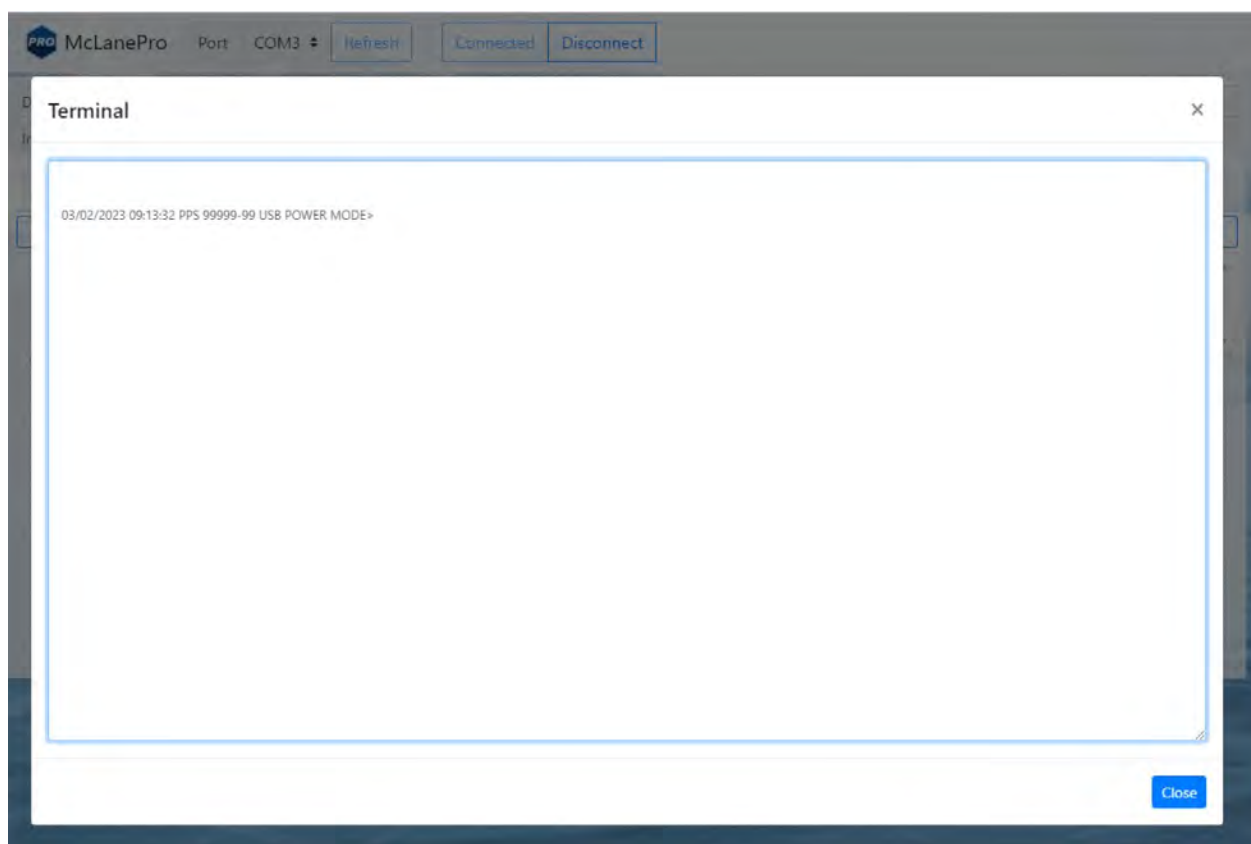 PRO McLanePro Port COM3 Refresh Connected Disconnect
Terminal ×
03/02/2023 09:13:32 PPS 99999-99 USB POWER MODE>
Close